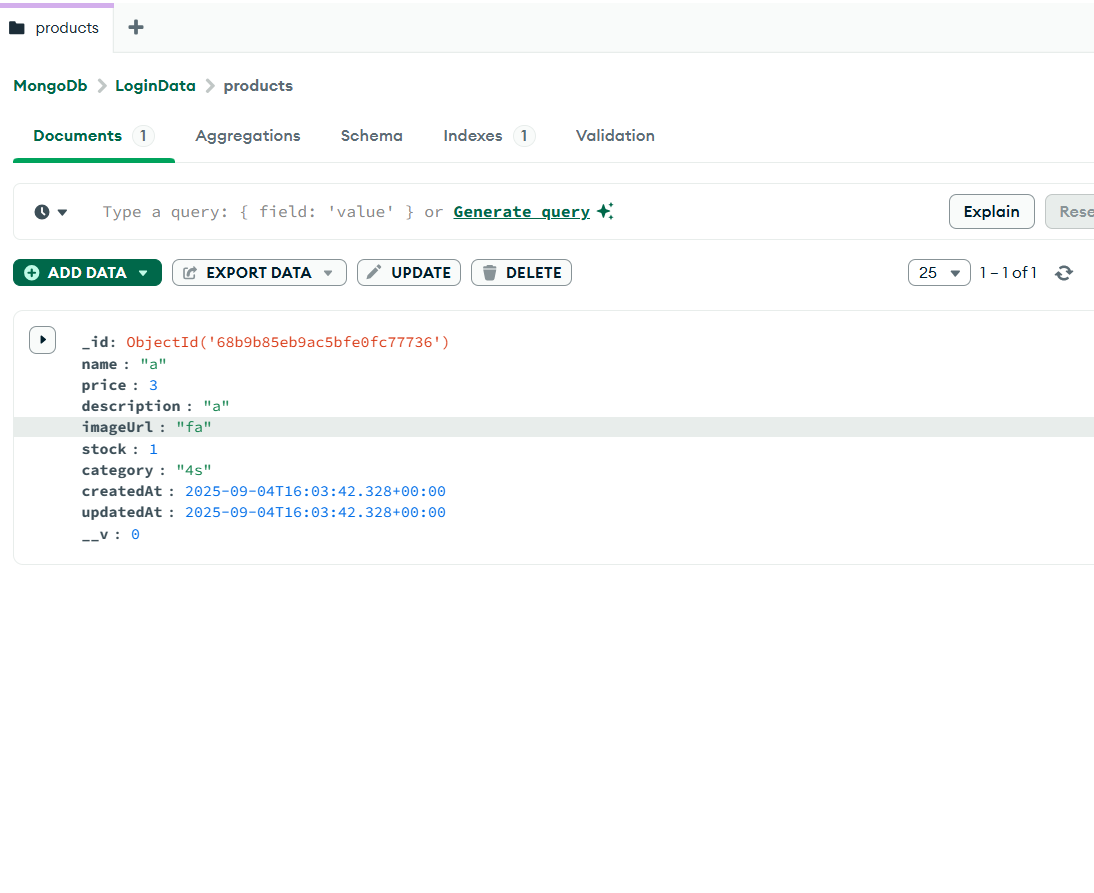 products
MongoDb LoginData products
Documents 1 Aggregations Schema Indexes 1 Validation
Type a query: { field: 'value' } or Generate query Explain Rese
ADD DATA EXPORT DATA UPDATE DELETE 25 1 – 1 of 1
_id: ObjectId('68b9b85eb9ac5bfe0fc77736')
name : "a"
price : 3
description : "a"
imageUrl : "fa"
stock : 1
category : "4s"
createdAt : 2025-09-04T16:03:42.328+00:00
updatedAt : 2025-09-04T16:03:42.328+00:00
__v : 0